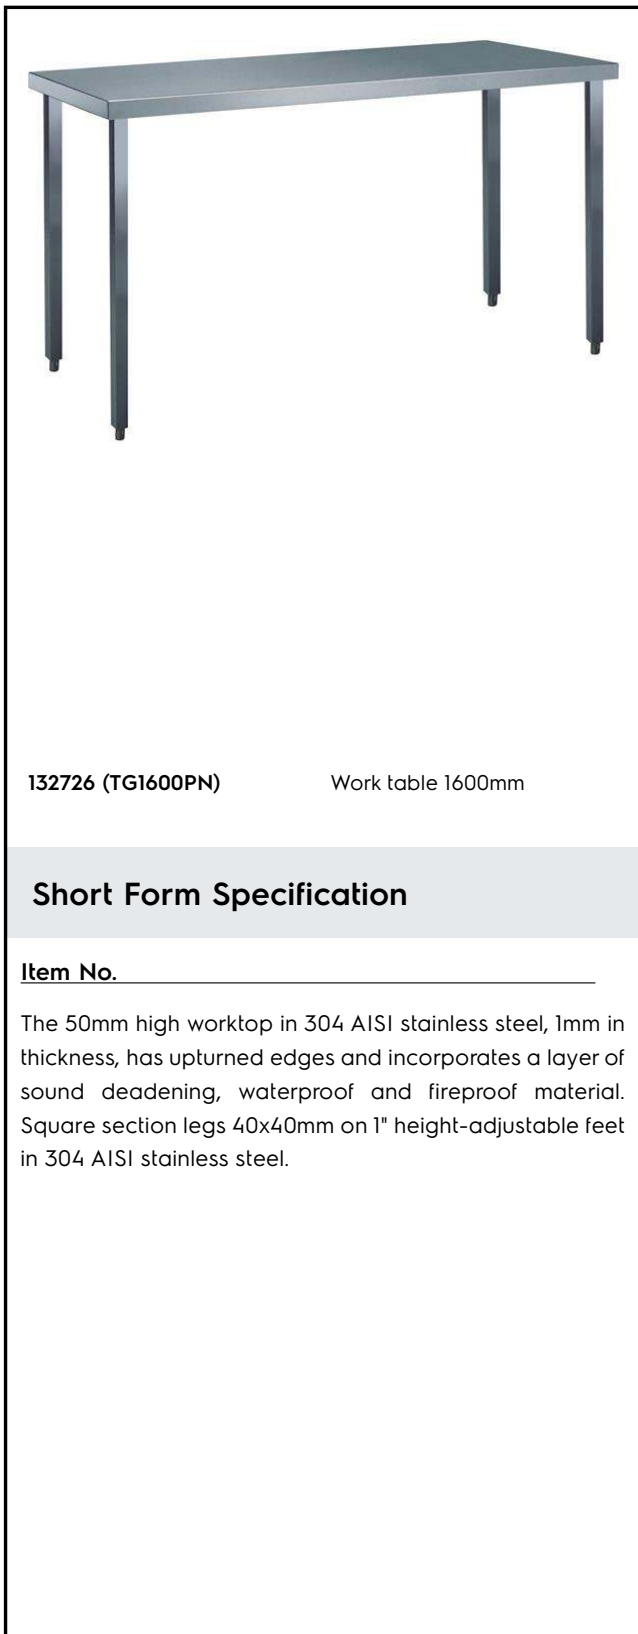 132726 (TG1600PN) Work table 1600mm
Short Form Specification
Item No.
The 50mm high worktop in 304 AISI stainless steel, 1mm in
thickness, has upturned edges and incorporates a layer of
sound deadening, waterproof and fireproof material.
Square section legs 40x40mm on 1" height-adjustable feet
in 304 AISI stainless steel.